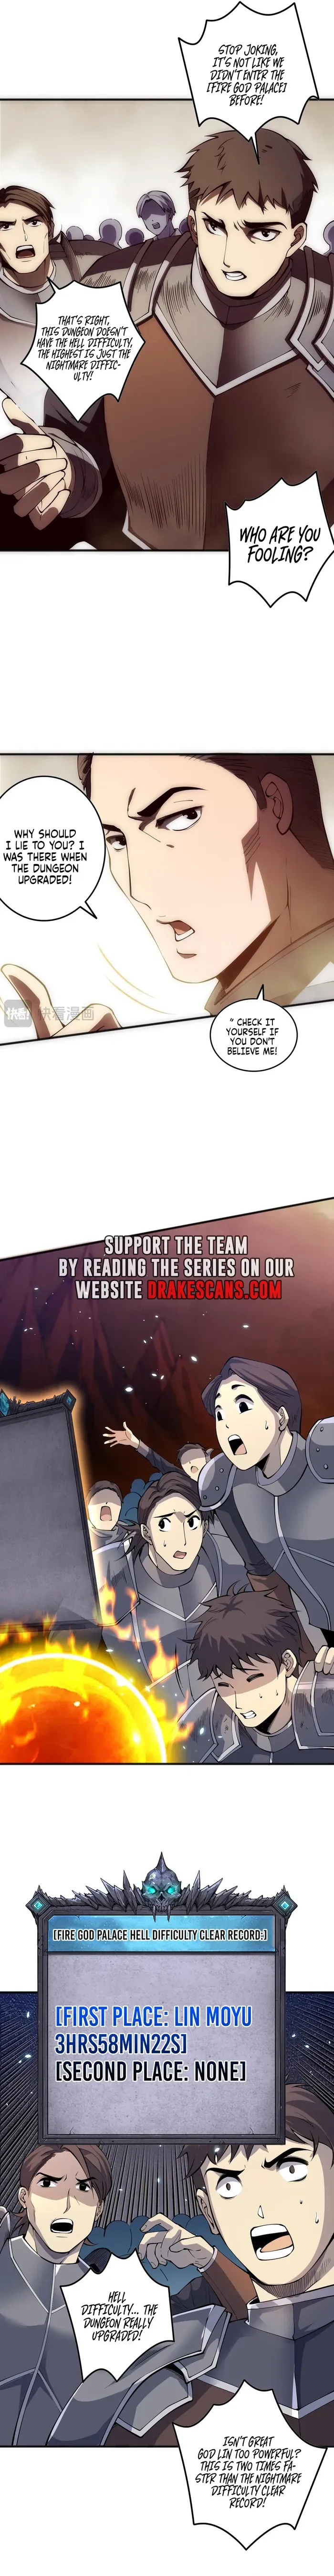 STOP JOKING,
IT'S NOT LIKE WE
DIDN'T ENTER THE
[FIRE GOD PALACE]
BEFORE!
THAT'S RIGHT,
THIS DUNGEON DOESN'T
HAVE THE HELL DIFFICULTY,
THE HIGHEST IS JUST THE
NIGHTMARE DIFFIC-
ULTY!
WHO ARE YOU
FOOLING?
WHY SHOULD
I LIE TO YOU? I
WAS THERE WHEN
THE DUNGEON
UPGRADED!
快看漫画
" CHECK IT
YOURSELF IF
YOU DON'T
BELIEVE ME!
SUPPORT THE TEAM
BY READING THE SERIES ON OUR
WEBSITE DRAKESCANS.COM
[FIRE GOD PALACE HELL DIFFICULTY CLEAR RECORD:]
[FIRST PLACE: LIN MOYU
3HRS58MIN22S]
[SECOND PLACE: NONE]
HELL
DIFFICULTY... THE
DUNGEON REALLY
UPGRADED!
ISN'T GREAT
GOD LIN TOO POWERFUL?
THIS IS TWO TIMES FA-
STER THAN THE NIGHTMARE
DIFFICULTY CLEAR
RECORD!